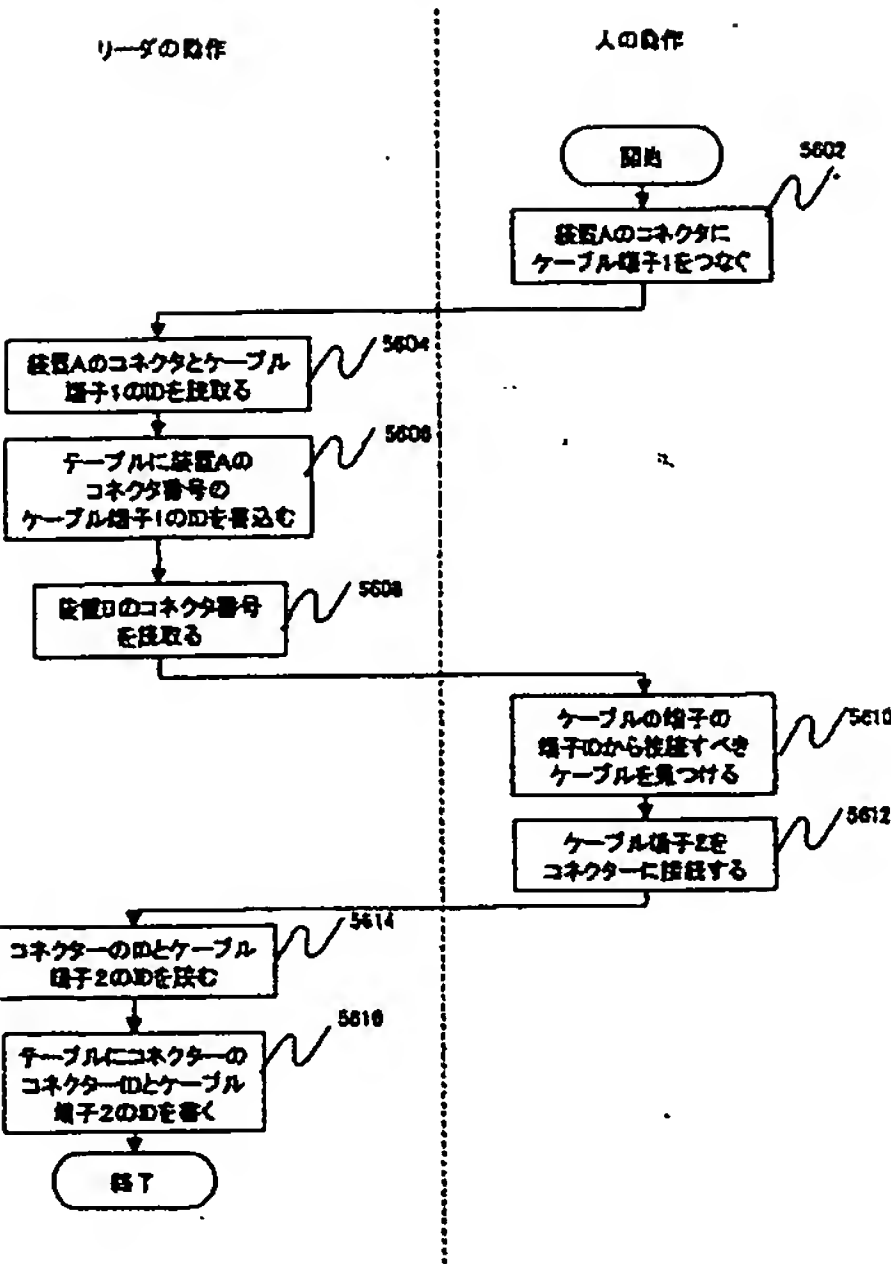 リーダの動作
人の動作
開始
5602
装置Aのコネクタに
ケーブル端子1をつなぐ
5604
装置Aのコネクタとケーブル
端子1のIDを読取る
5606
テーブルに装置Aの
コネクタ番号の
ケーブル端子1のIDを書込む
5608
装置Bのコネクタ番号
を読取る
5610
ケーブルの端子の
端子IDから接続すべき
ケーブルを見つける
5612
ケーブル端子2を
コネクターに接続する
5614
コネクターのIDとケーブル
端子2のIDを読む
5616
テーブルにコネクターの
コネクターIDとケーブル
端子2のIDを書く
終了